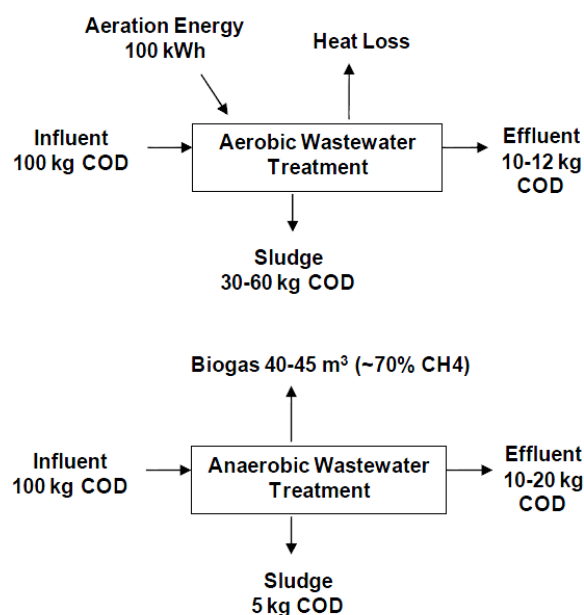 Aeration Energy
100 kWh
Heat Loss
Influent
100 kg COD
Aerobic Wastewater
Treatment
Effluent
10-12 kg
COD
Sludge
30-60 kg COD
Biogas 40-45 m³ (~70% CH4)
Influent
100 kg COD
Anaerobic Wastewater
Treatment
Effluent
10-20 kg
COD
Sludge
5 kg COD